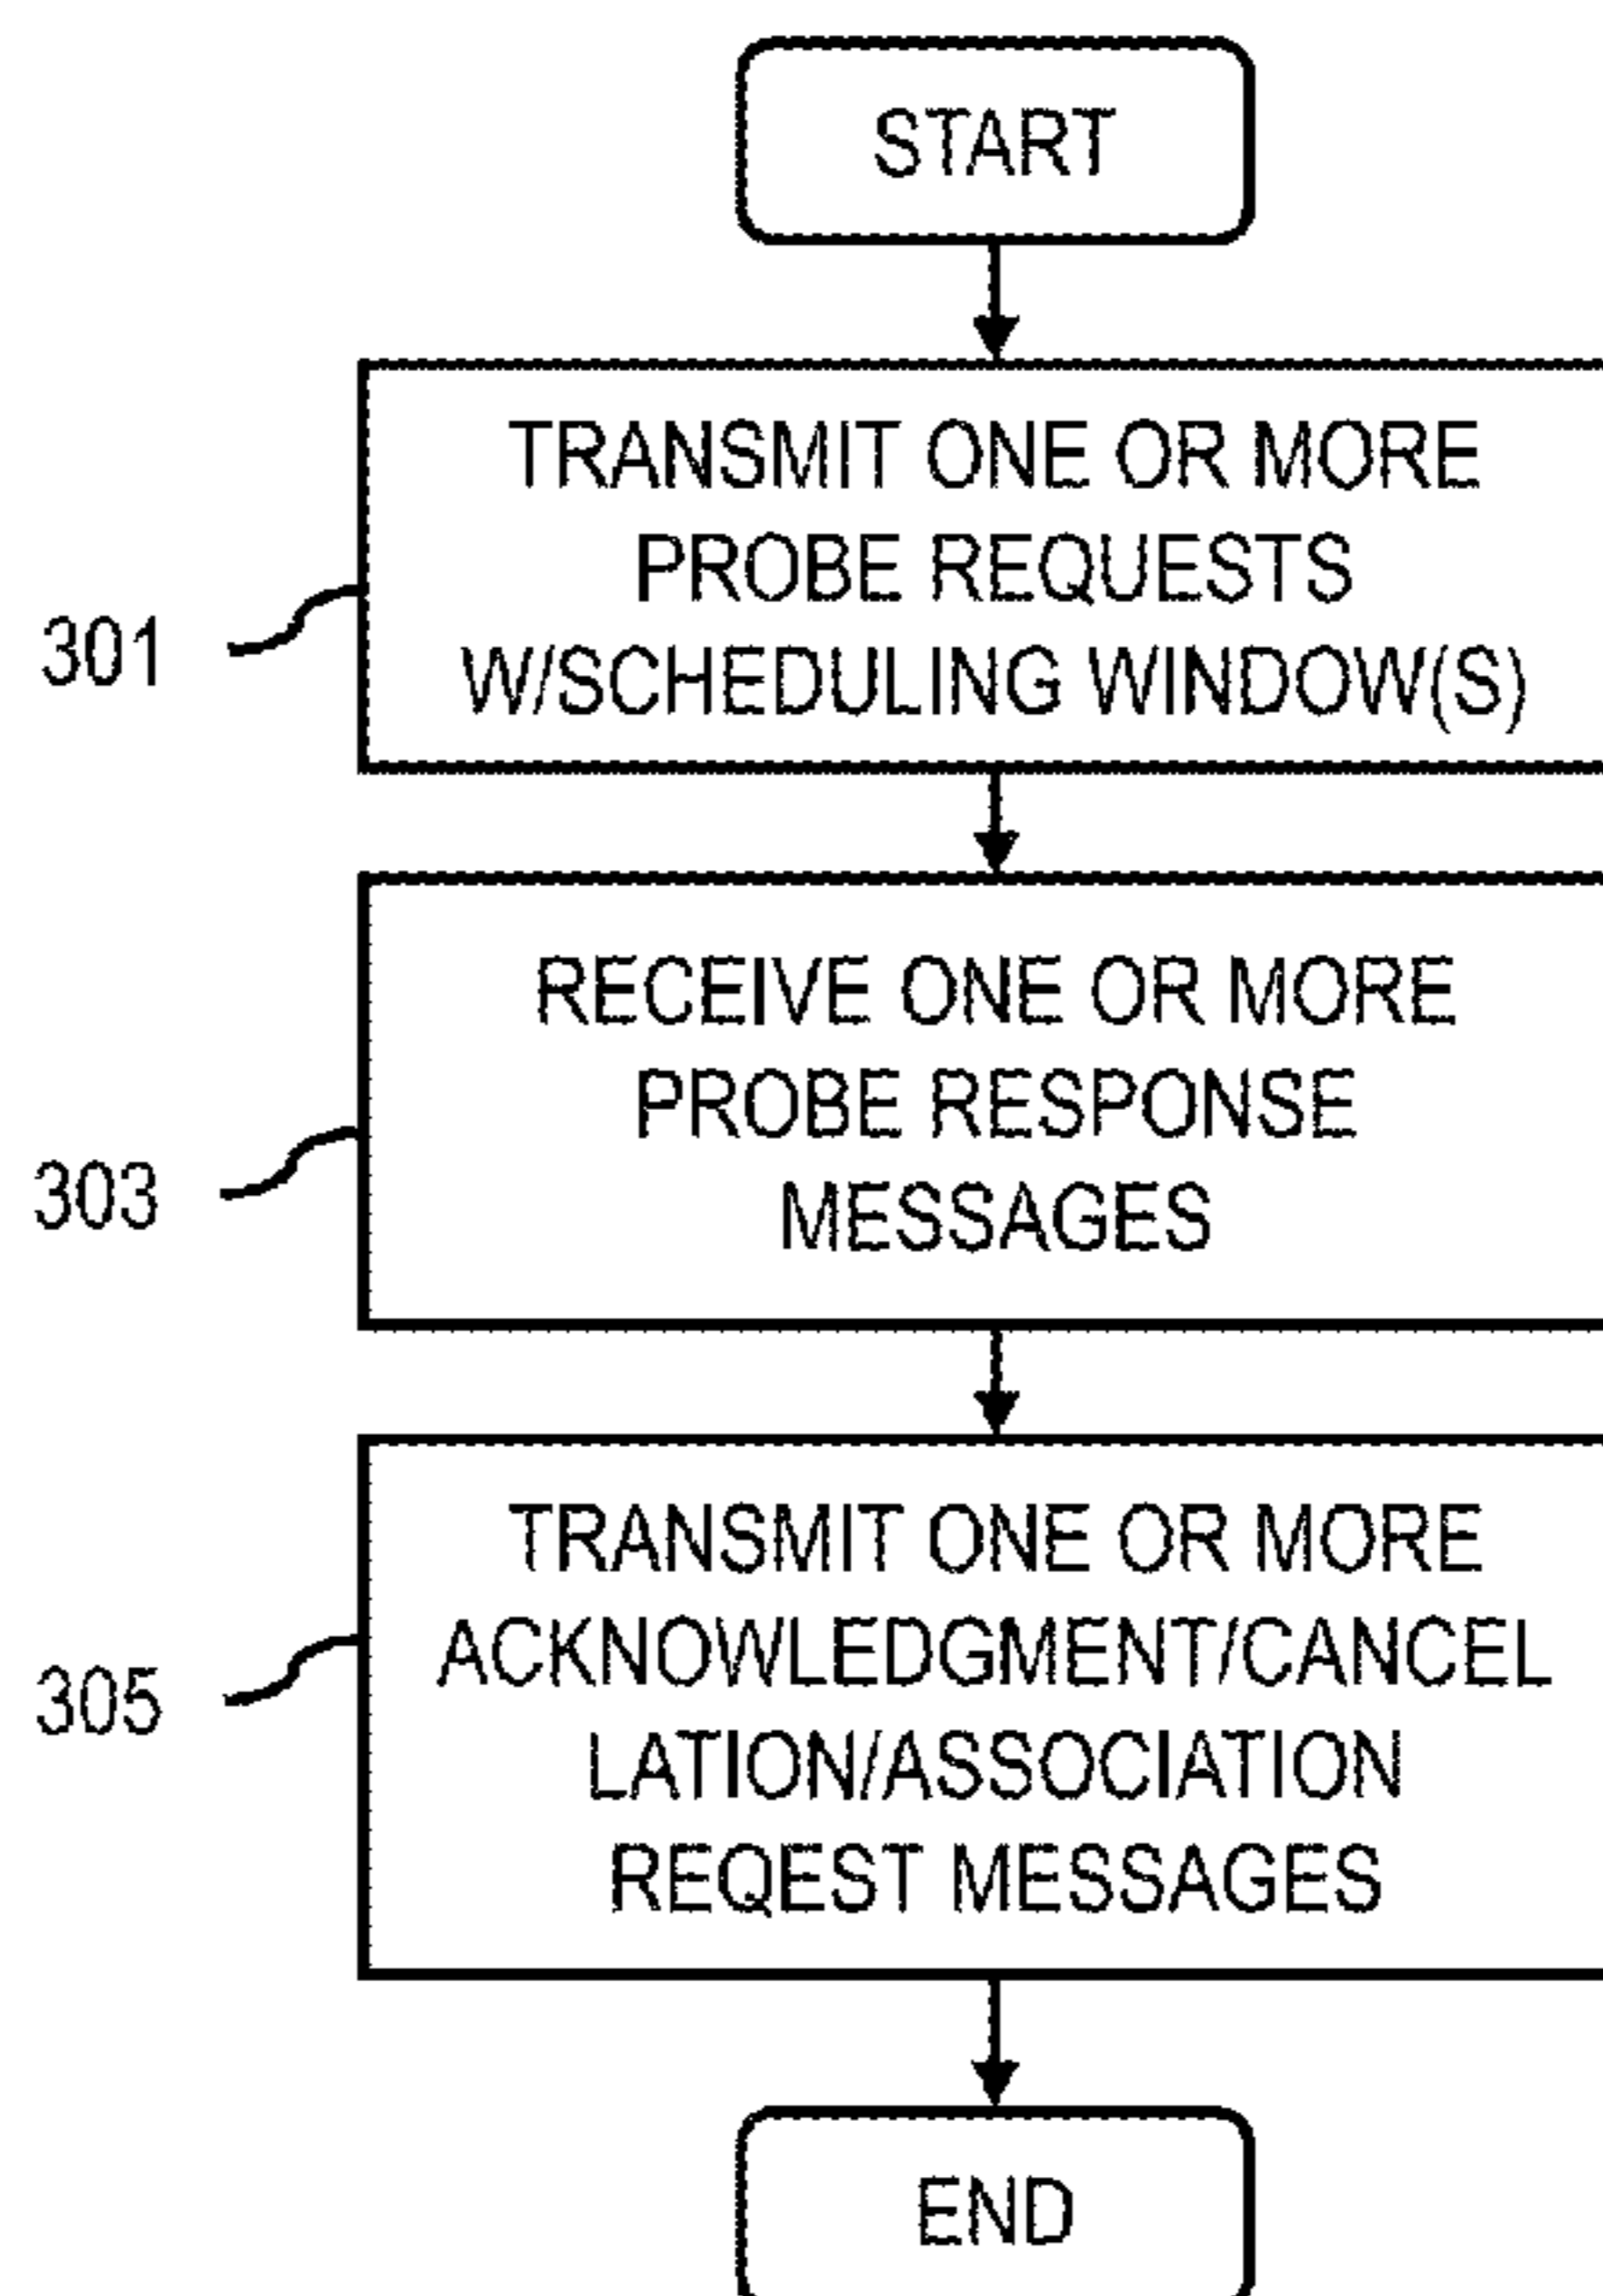 START
TRANSMIT ONE OR MORE
PROBE REQUESTS
W/SCHEDULING WINDOW(S)
301
RECEIVE ONE OR MORE
PROBE RESPONSE
MESSAGES
303
TRANSMIT ONE OR MORE
ACKNOWLEDGMENT/CANCEL
LATION/ASSOCIATION
REQEST MESSAGES
305
END